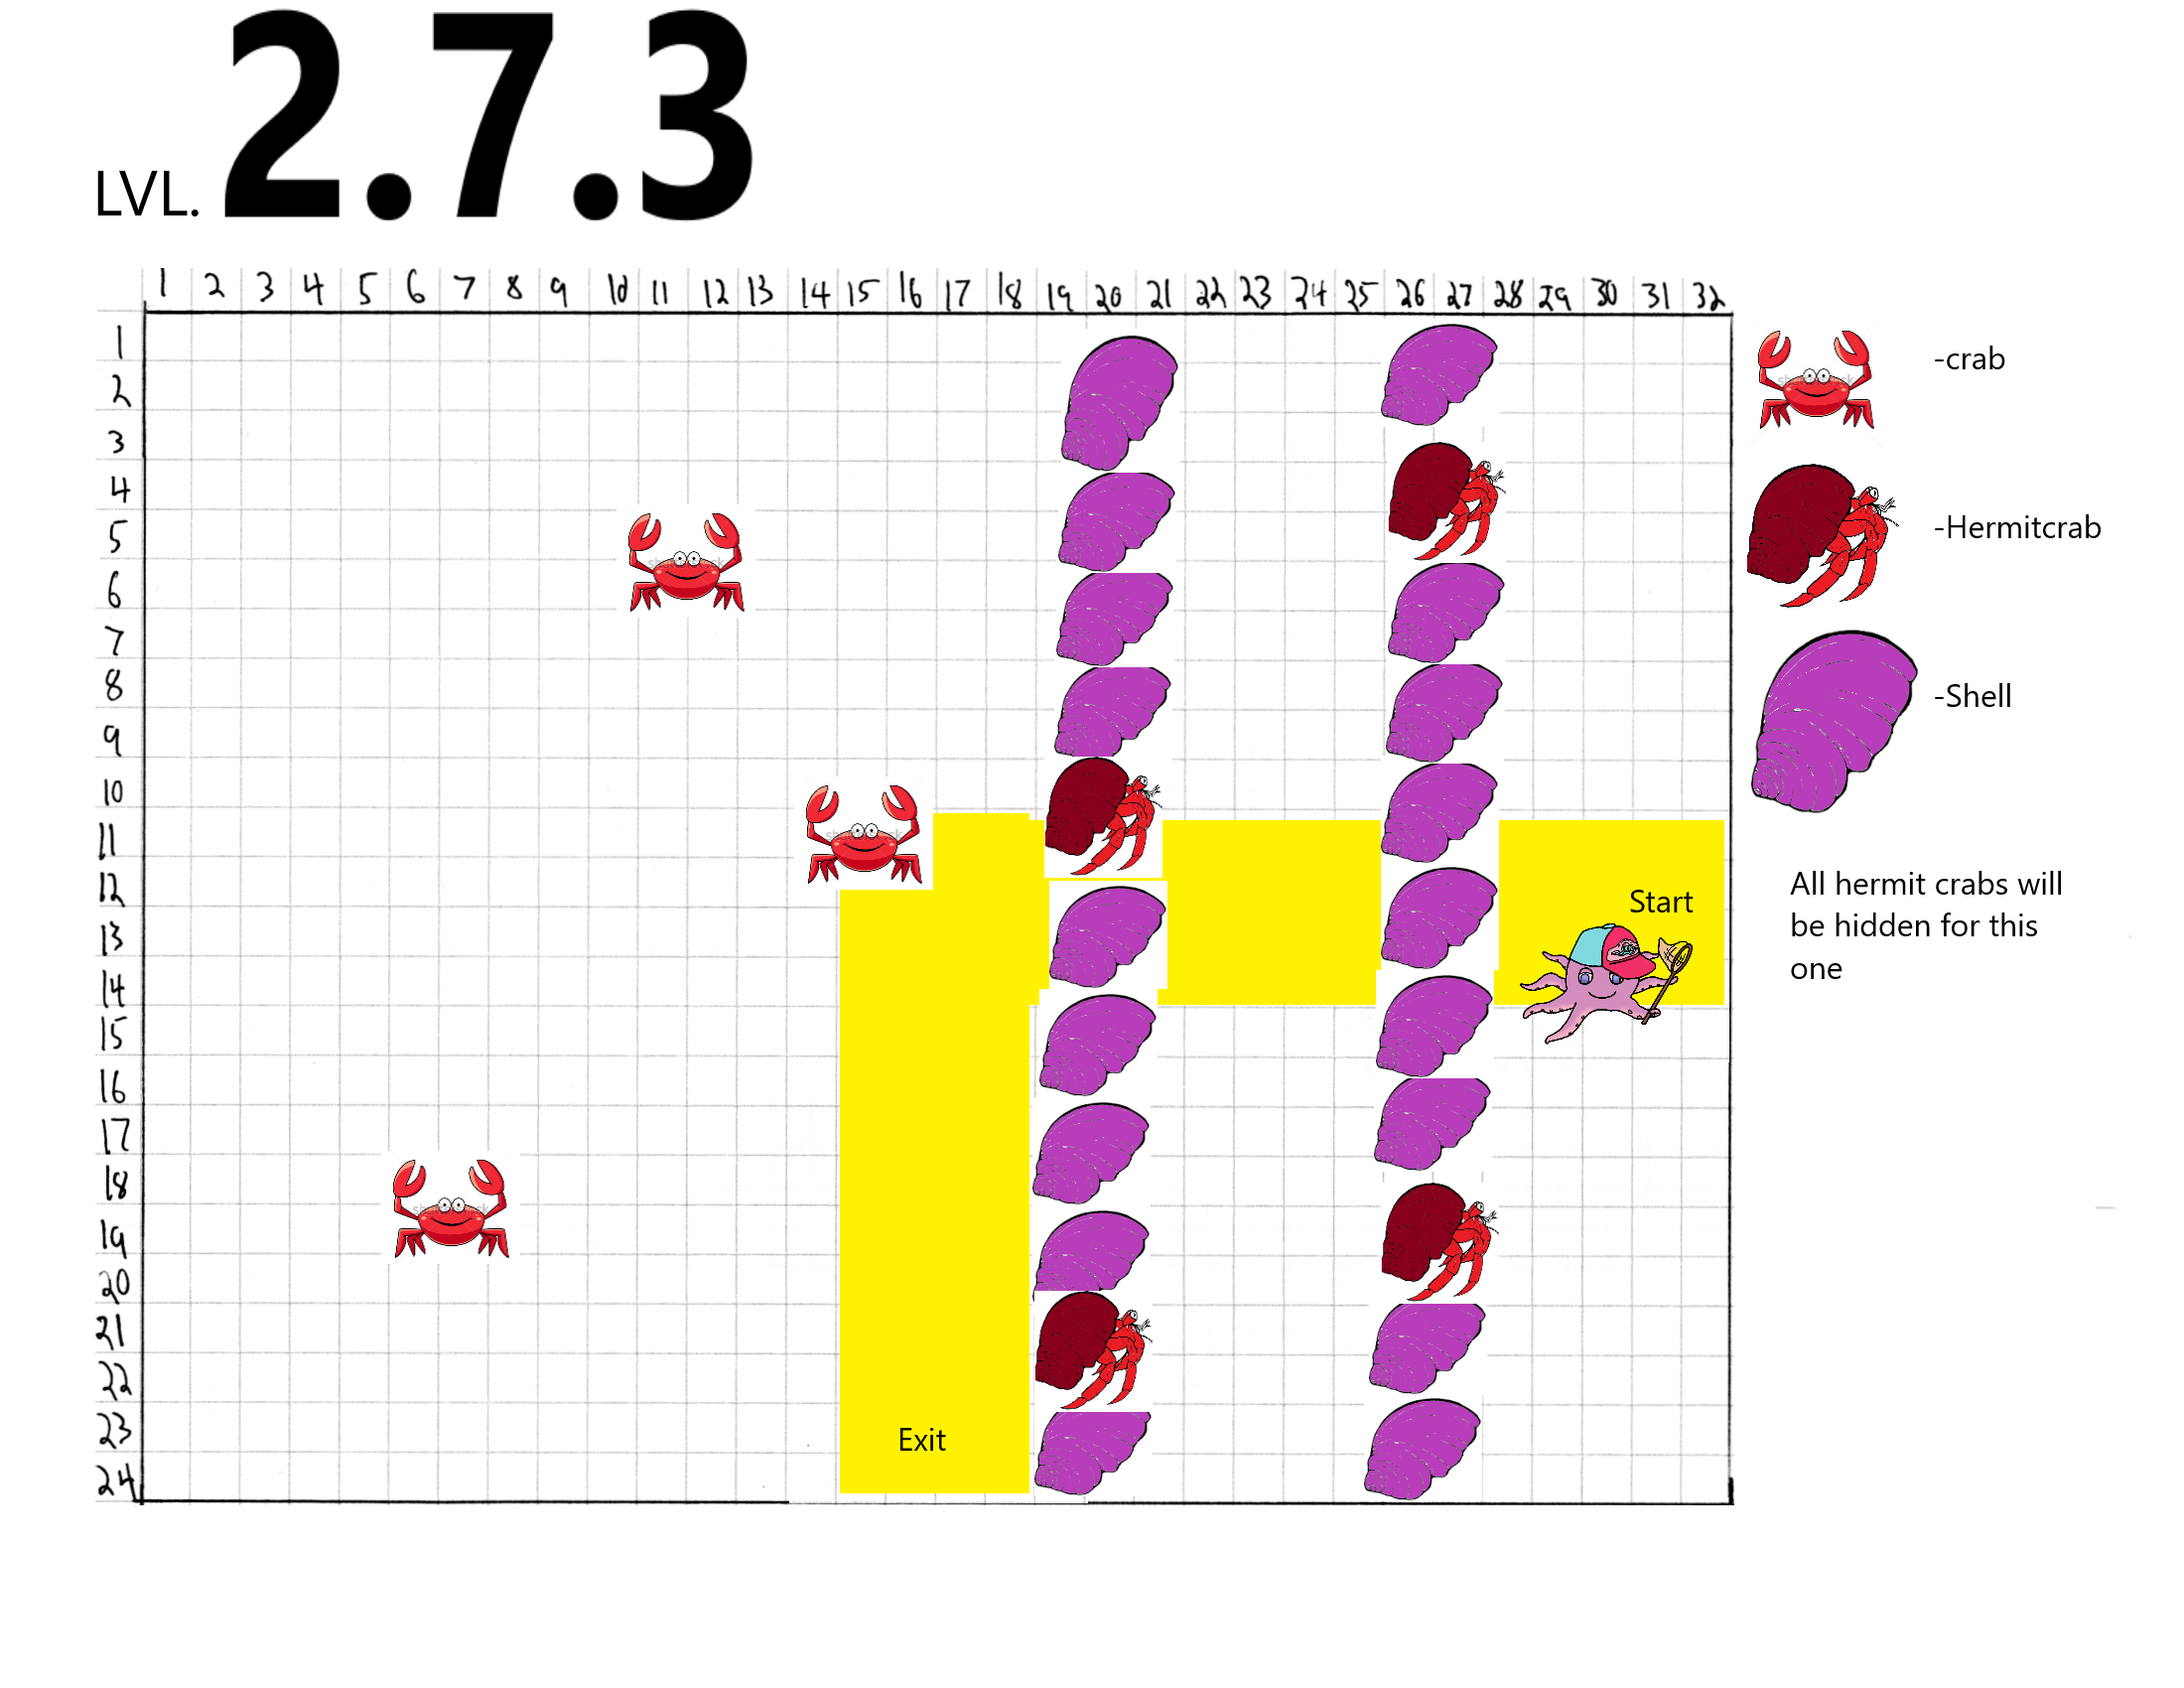 LVL. 2.7.3
1 2 3 4 5 6 7 8 9 10 11 12 13 14 15 16 17 18 19 20 21 22 23 24 25 26 27 28 29 30 31 32
1
2
3
4
5
6
7
8
9
10
11
12
13
14
15
16
17
18
19
20
21
22
23
24
Start
Exit
-crab
-Hermitcrab
-Shell
All hermit crabs will
be hidden for this
one